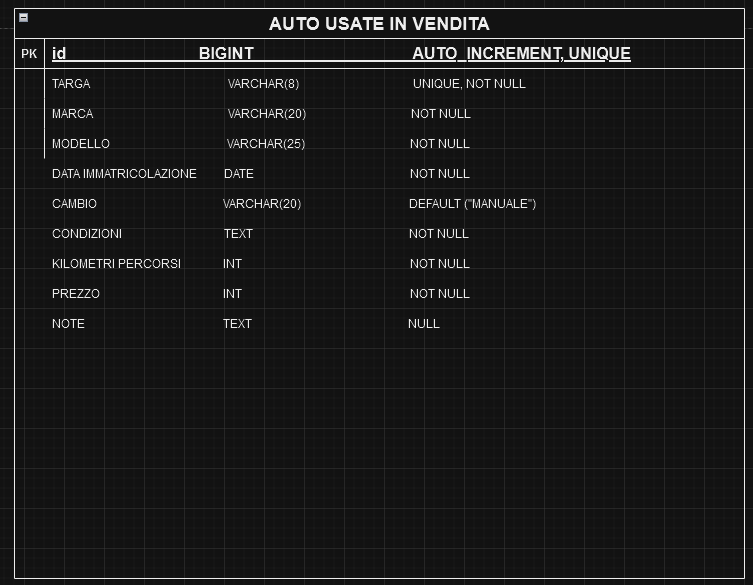 AUTO USATE IN VENDITA
PK id BIGINT AUTO_INCREMENT, UNIQUE
TARGA VARCHAR(8) UNIQUE, NOT NULL
MARCA VARCHAR(20) NOT NULL
MODELLO VARCHAR(25) NOT NULL
DATA IMMATRICOLAZIONE DATE NOT NULL
CAMBIO VARCHAR(20) DEFAULT ("MANUALE")
CONDIZIONI TEXT NOT NULL
KILOMETRI PERCORSI INT NOT NULL
PREZZO INT NOT NULL
NOTE TEXT NULL